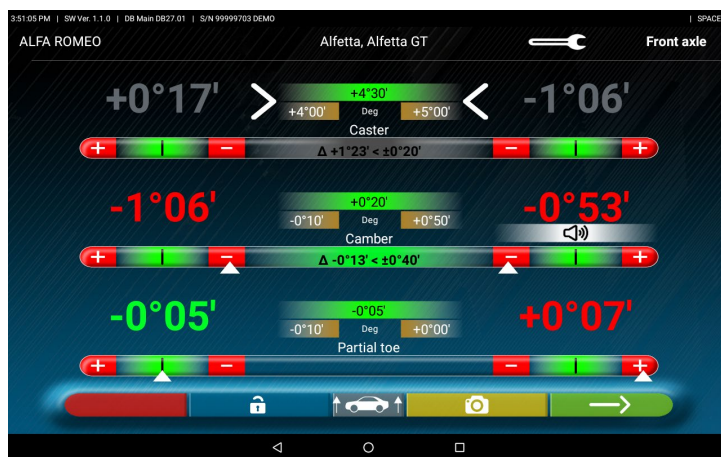 3:51:05 PM | SW Ver. 1.1.0 | DB Main DB27.01 | S/N 99999703 DEMO | SPACE
ALFA ROMEO Alfetta, Alfetta GT Front axle
+0°17' +4°30' -1°06'
+4°00' Deg +5°00'
Caster
+ − Δ +1°23' < ±0°20' − +
-1°06' +0°20' -0°53'
-0°10' Deg +0°50'
Camber
+ − Δ -0°13' < ±0°40' − +
-0°05' -0°05' +0°07'
-0°10' Deg +0°00'
Partial toe
+ − − +